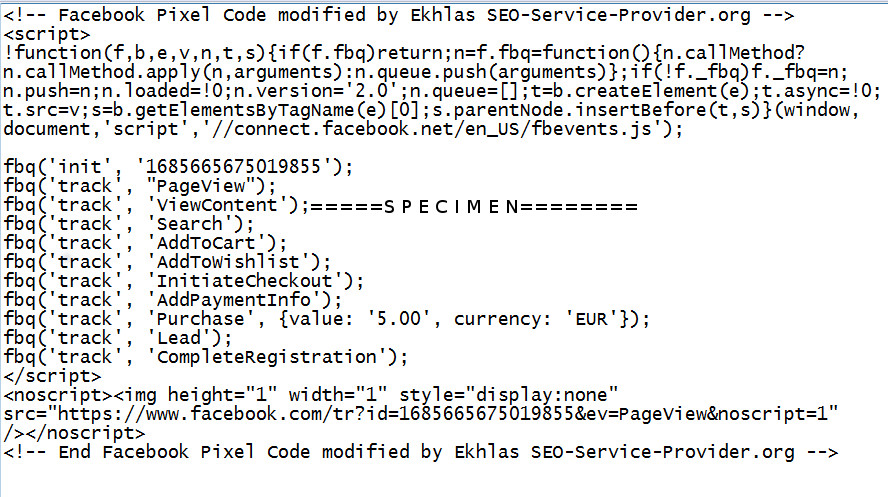 <!-- Facebook Pixel Code modified by Ekhlas SEO-Service-Provider.org -->
<script>
!function(f,b,e,v,n,t,s){if(f.fbq)return;n=f.fbq=function(){n.callMethod?
n.callMethod.apply(n,arguments):n.queue.push(arguments)};if(!f._fbq)f._fbq=n;
n.push=n;n.loaded=!0;n.version='2.0';n.queue=[];t=b.createElement(e);t.async=!0;
t.src=v;s=b.getElementsByTagName(e)[0];s.parentNode.insertBefore(t,s)}(window,
document,'script','//connect.facebook.net/en_US/fbevents.js');

fbq('init', '1685665675019855');
fbq('track', "PageView");
fbq('track', 'ViewContent');=====S P E C I M E N========
fbq('track', 'Search');
fbq('track', 'AddToCart');
fbq('track', 'AddToWishlist');
fbq('track', 'InitiateCheckout');
fbq('track', 'AddPaymentInfo');
fbq('track', 'Purchase', {value: '5.00', currency: 'EUR'});
fbq('track', 'Lead');
fbq('track', 'CompleteRegistration');
</script>
<noscript><img height="1" width="1" style="display:none"
src="https://www.facebook.com/tr?id=1685665675019855&ev=PageView&noscript=1"
/></noscript>
<!-- End Facebook Pixel Code modified by Ekhlas SEO-Service-Provider.org -->